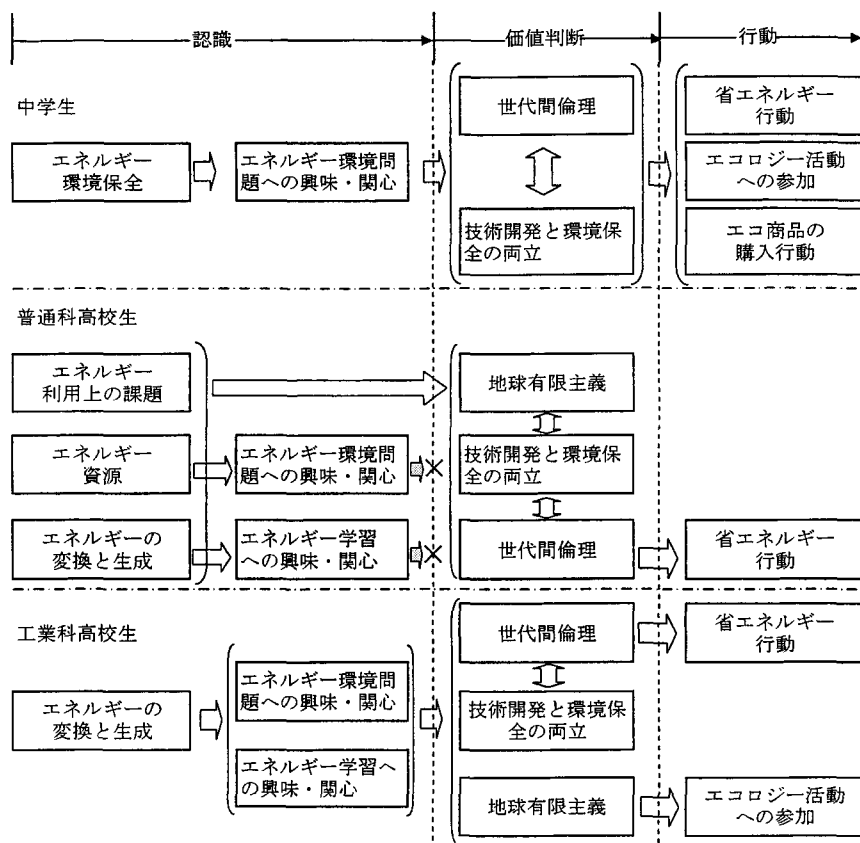 認識
価値判断
行動
中学生
エネルギー
環境保全
エネルギー環境問
題への興味・関心
世代間倫理
技術開発と環境保
全の両立
省エネルギー
行動
エコロジー活動
への参加
エコ商品の
購入行動
普通科高校生
エネルギー
利用上の課題
地球有限主義
エネルギー
資源
エネルギー環境問
題への興味・関心
技術開発と環境保
全の両立
エネルギーの
変換と生成
エネルギー学習
への興味・関心
世代間倫理
省エネルギー
行動
工業科高校生
エネルギーの
変換と生成
エネルギー環境問
題への興味・関心
エネルギー学習へ
の興味・関心
世代間倫理
省エネルギー
行動
技術開発と環境保
全の両立
地球有限主義
エコロジー活動
への参加